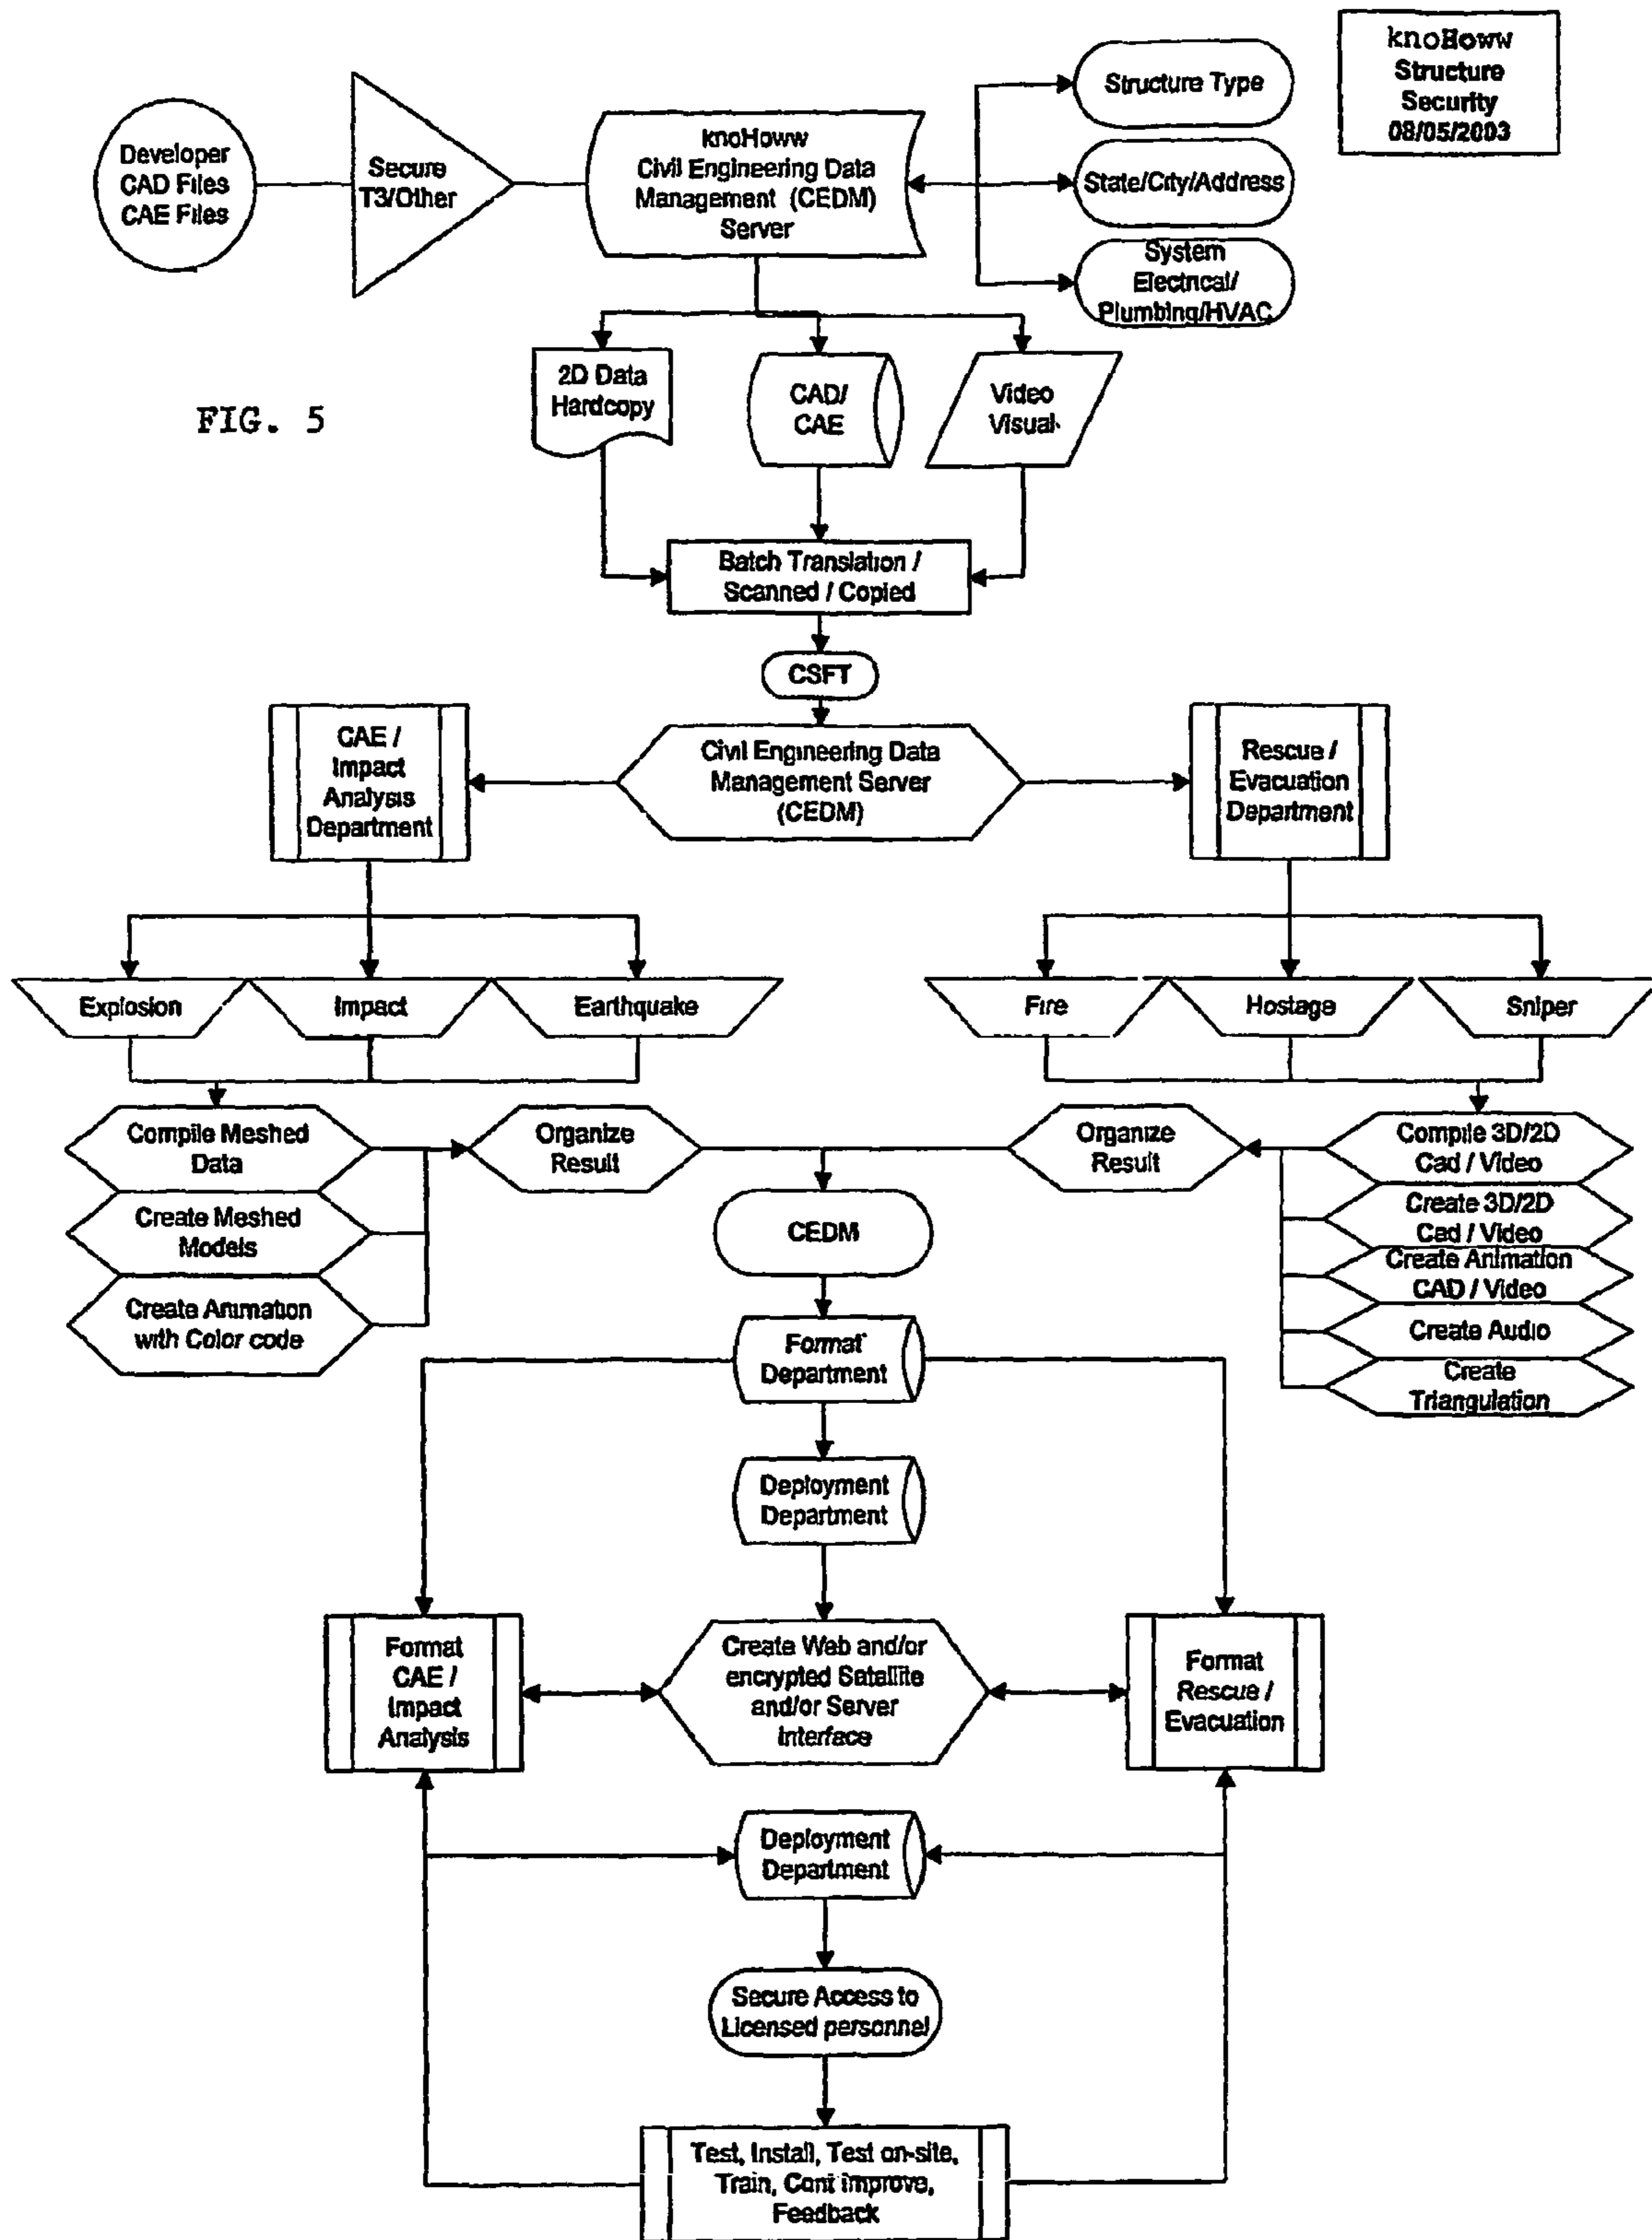 knoHoww
Structure
Security
08/05/2003
Developer
CAD Files
CAE Files
Secure
T3/Other
knoHoww
Civil Engineering Data
Management (CEDM)
Server
Structure Type
State/City/Address
System
Electrical/
Plumbing/HVAC
FIG. 5
2D Data
Hardcopy
CAD/
CAE
Video
Visual
Batch Translation /
Scanned / Copied
CSFT
CAE /
Impact
Analysis
Department
Civil Engineering Data
Management Server
(CEDM)
Rescue /
Evacuation
Department
Explosion
Impact
Earthquake
Fire
Hostage
Sniper
Compile Meshed
Data
Organize
Result
Organize
Result
Compile 3D/2D
Cad / Video
Create Meshed
Models
CEDM
Create 3D/2D
Cad / Video
Create Animation
CAD / Video
Create Animation
with Color code
Create Audio
Format
Department
Create
Triangulation
Deployment
Department
Format
CAE /
Impact
Analysis
Create Web and/or
encrypted Satallite
and/or Server
Interface
Format
Rescue /
Evacuation
Deployment
Department
Secure Access to
Licensed personnel
Test, Install, Test on-site,
Train, Cont improve,
Feedback